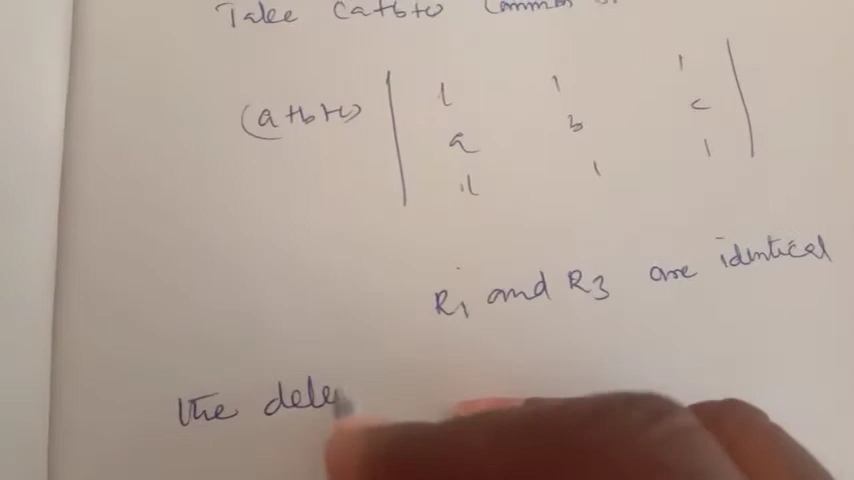 Take (a+b+c) Common
(a+b+c) | 1 1 1 |
| a b c |
| 1 1 1 |
R1 and R3 are identical
the dete